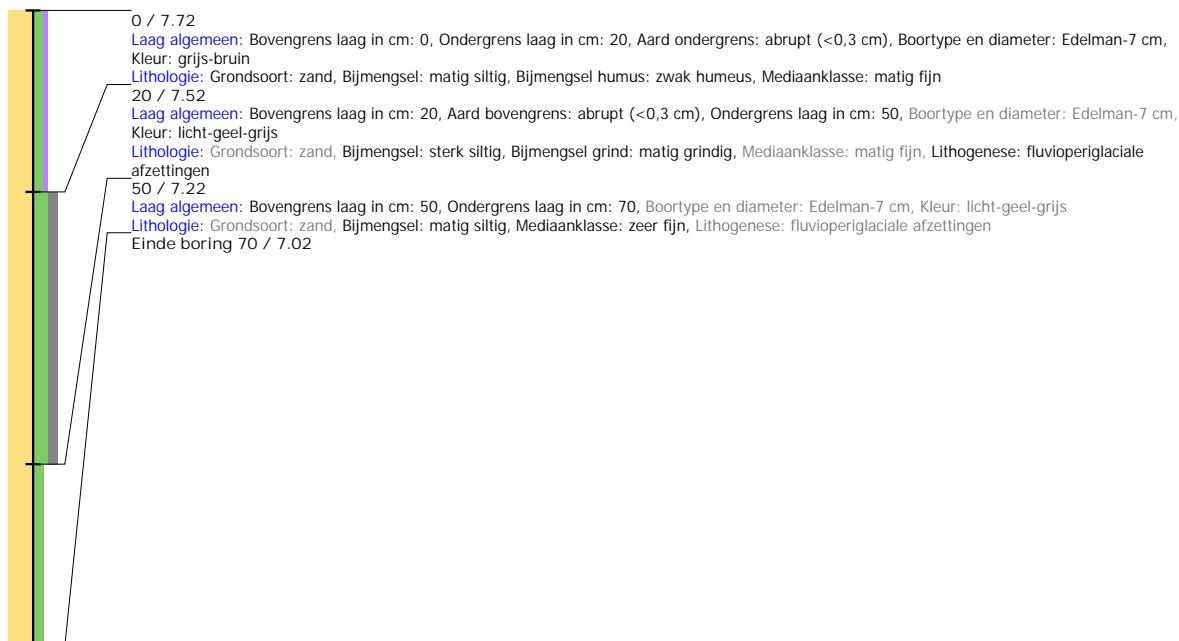 0 / 7.72
Laag algemeen: Bovengrens laag in cm: 0, Ondergrens laag in cm: 20, Aard ondergrens: abrupt (<0,3 cm), Boortype en diameter: Edelman-7 cm,
Kleur: grijs-bruin
Lithologie: Grondsoort: zand, Bijmengsel: matig siltig, Bijmengsel humus: zwak humeus, Mediaanklasse: matig fijn
20 / 7.52
Laag algemeen: Bovengrens laag in cm: 20, Aard bovengrens: abrupt (<0,3 cm), Ondergrens laag in cm: 50, Boortype en diameter: Edelman-7 cm,
Kleur: licht-geel-grijs
Lithologie: Grondsoort: zand, Bijmengsel: sterk siltig, Bijmengsel grind: matig grindig, Mediaanklasse: matig fijn, Lithogenese: fluvioperiglaciale
afzettingen
50 / 7.22
Laag algemeen: Bovengrens laag in cm: 50, Ondergrens laag in cm: 70, Boortype en diameter: Edelman-7 cm, Kleur: licht-geel-grijs
Lithologie: Grondsoort: zand, Bijmengsel: matig siltig, Mediaanklasse: zeer fijn, Lithogenese: fluvioperiglaciale afzettingen
Einde boring 70 / 7.02